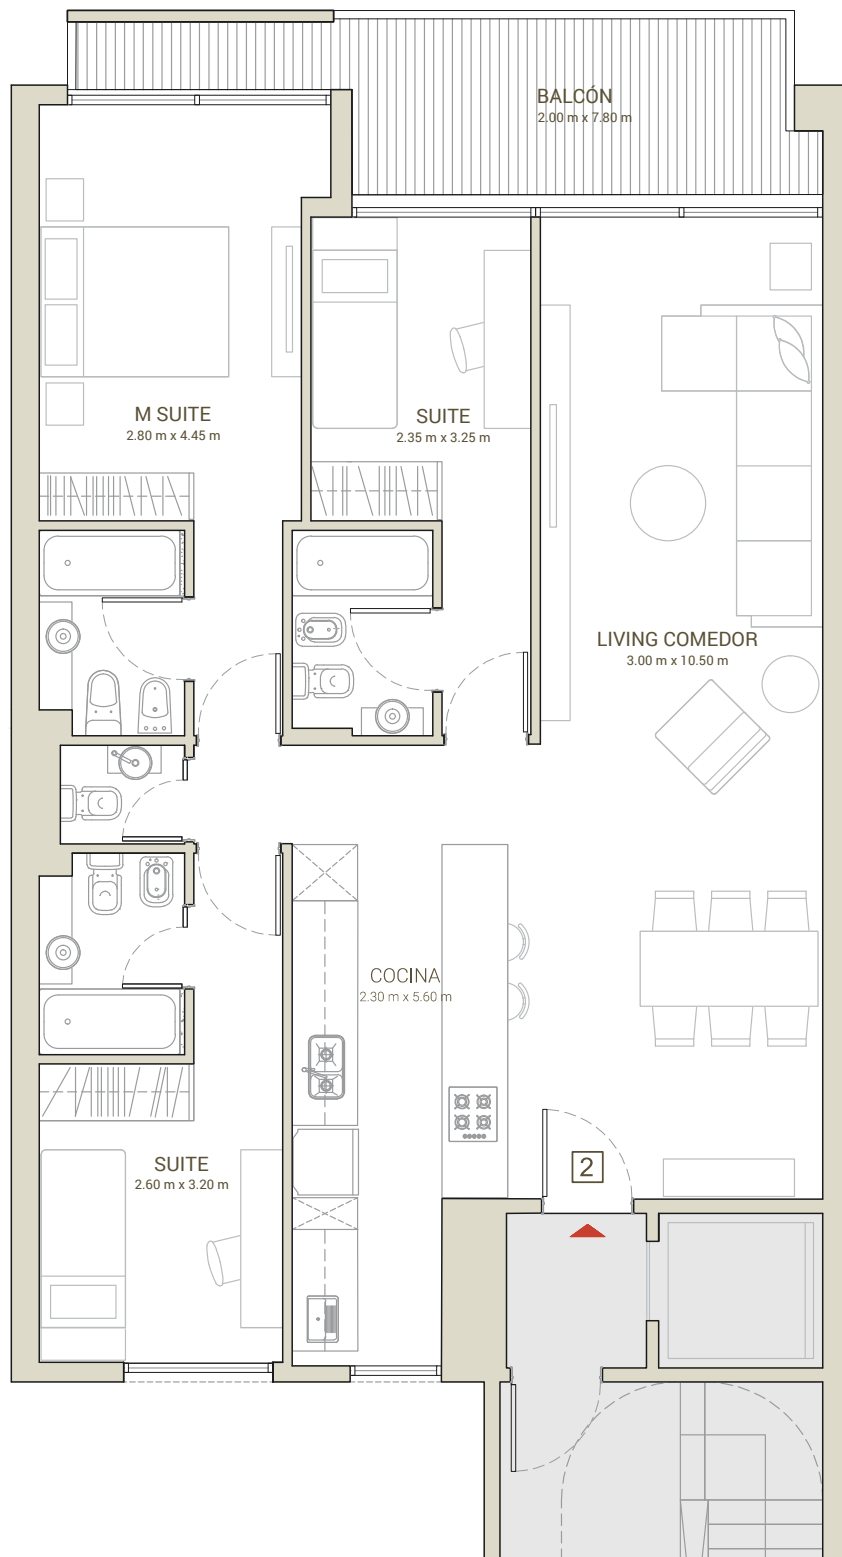 BALCÓN
2.00 m x 7.80 m
M SUITE
2.80 m x 4.45 m
SUITE
2.35 m x 3.25 m
LIVING COMEDOR
3.00 m x 10.50 m
COCINA
2.30 m x 5.60 m
SUITE
2.60 m x 3.20 m
2